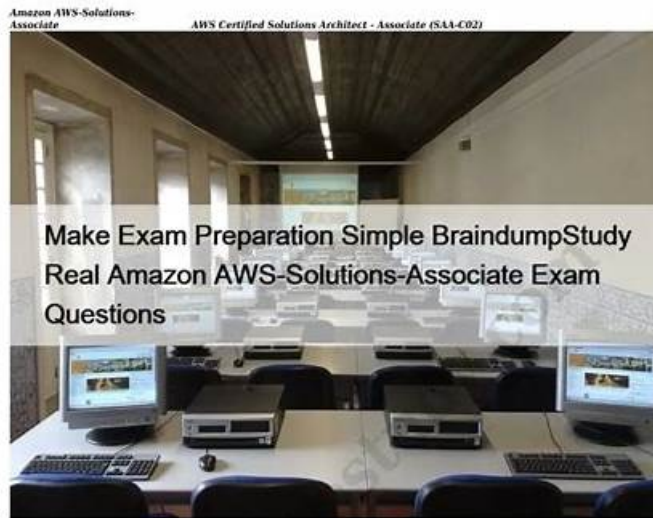 Amazon AWS-Solutions-
Associate
AWS Certified Solutions Architect - Associate (SAA-C02)
Make Exam Preparation Simple BraindumpStudy
Real Amazon AWS-Solutions-Associate Exam
Questions